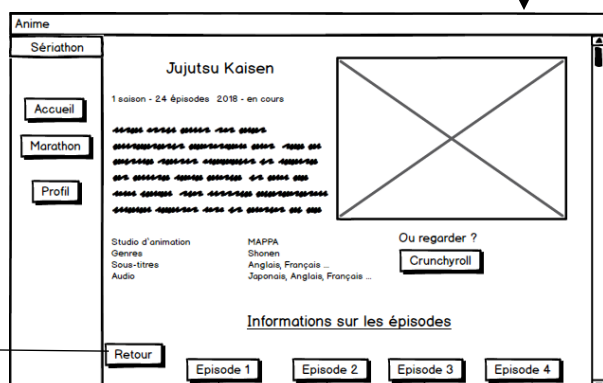 Anime
Sériathon
Jujutsu Kaisen
1 saison - 24 épisodes 2018 - en cours
Accueil
Marathon
Profil
Studio d'animation MAPPA
Genres Shonen
Sous-titres Anglais, Français ...
Audio Japonais, Anglais, Français ...
Ou regarder ?
Crunchyroll
Informations sur les épisodes
Retour
Episode 1 Episode 2 Episode 3 Episode 4